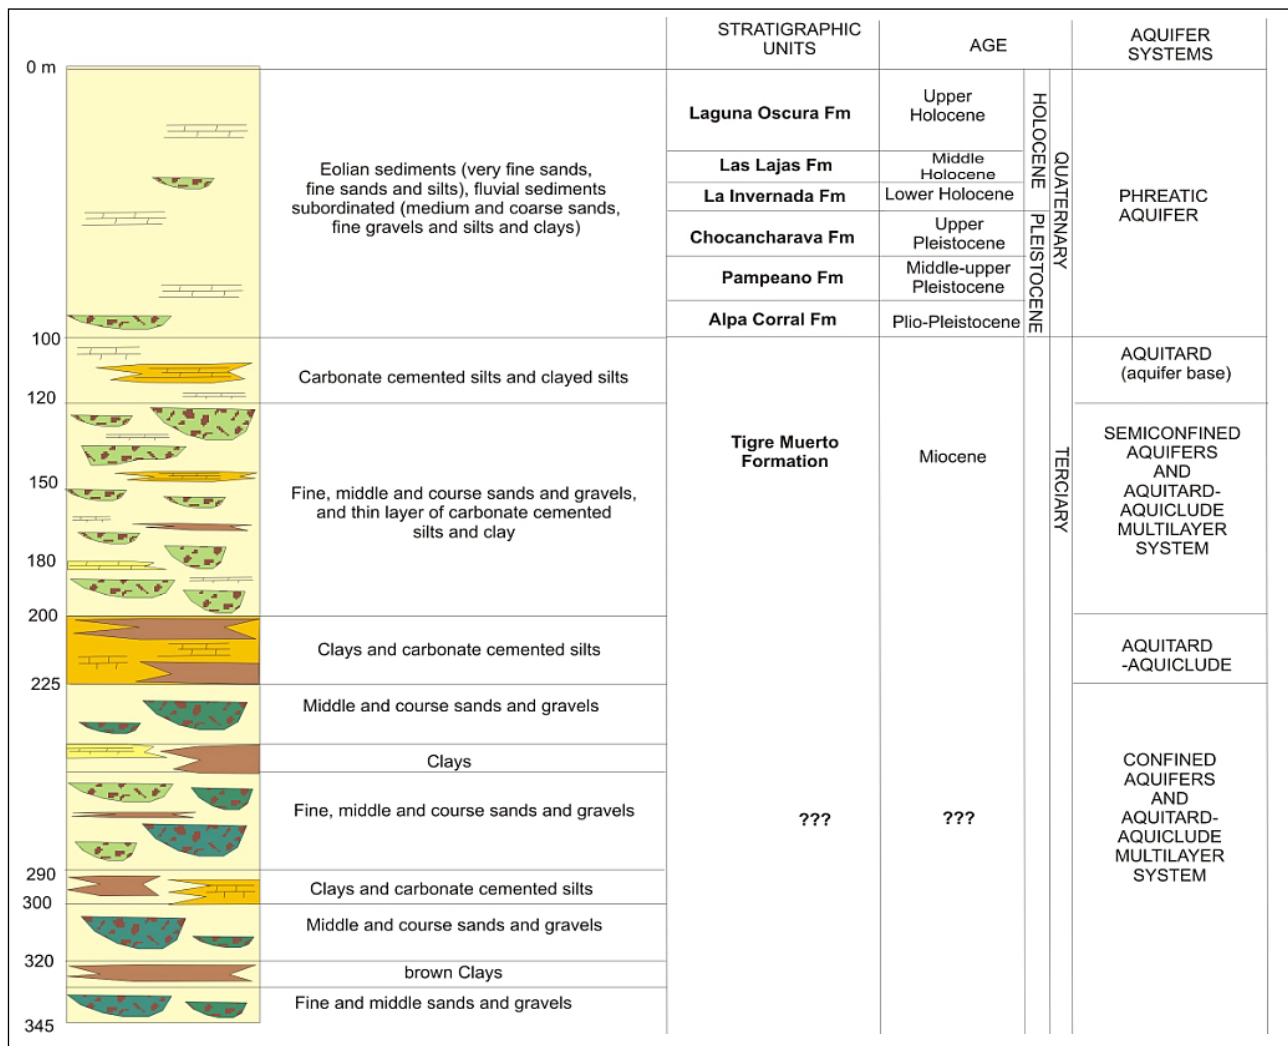 STRATIGRAPHIC
UNITS
AGE
AQUIFER
SYSTEMS
0 m
100
120
150
180
200
225
290
300
320
345
Eolian sediments (very fine sands,
fine sands and silts), fluvial sediments
subordinated (medium and coarse sands,
fine gravels and silts and clays)
Carbonate cemented silts and clayed silts
Fine, middle and course sands and gravels,
and thin layer of carbonate cemented
silts and clay
Clays and carbonate cemented silts
Middle and course sands and gravels
Clays
Fine, middle and course sands and gravels
Clays and carbonate cemented silts
Middle and course sands and gravels
brown Clays
Fine and middle sands and gravels
Laguna Oscura Fm
Las Lajas Fm
La Invernada Fm
Chocancharava Fm
Pampeano Fm
Alpa Corral Fm
Tigre Muerto
Formation
???
Upper
Holocene
Middle
Holocene
Lower Holocene
Upper
Pleistocene
Middle-upper
Pleistocene
Plio-Pleistocene
Miocene
???
HOLOCENE
PLEISTOCENE
QUATERNARY
TERCIARY
PHREATIC
AQUIFER
AQUITARD
(aquifer base)
SEMICONFINED
AQUIFERS
AND
AQUITARD-
AQUICLUDE
MULTILAYER
SYSTEM
AQUITARD
-AQUICLUDE
CONFINED
AQUIFERS
AND
AQUITARD-
AQUICLUDE
MULTILAYER
SYSTEM